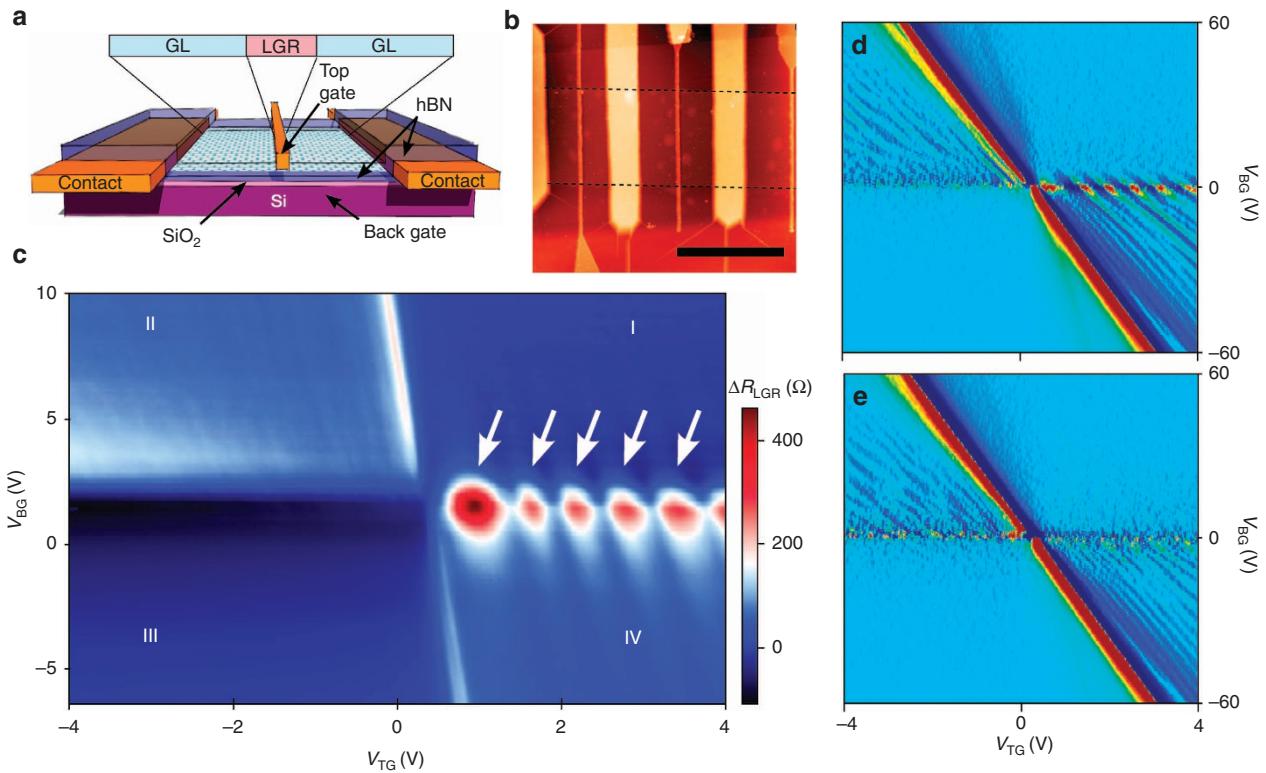 a
GL
LGR
GL
Top
gate
hBN
Contact
Contact
Si
SiO2
Back gate
b
c
10
5
0
−5
VBG (V)
II
I
III
IV
−4
−2
0
2
4
VTG (V)
ΔRLGR (Ω)
400
200
0
d
60
0
−60
VBG (V)
e
60
0
−60
VBG (V)
−4
0
4
VTG (V)